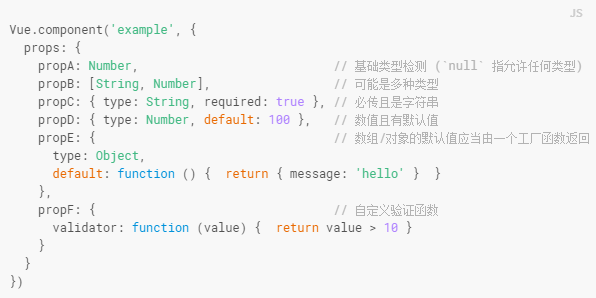 JS
Vue.component('example', {
  props: {
    propA: Number,                           // 基础类型检测 (`null` 指允许任何类型)
    propB: [String, Number],                 // 可能是多种类型
    propC: { type: String, required: true }, // 必传且是字符串
    propD: { type: Number, default: 100 },   // 数值且有默认值
    propE: {                                 // 数组/对象的默认值应当由一个工厂函数返回
      type: Object,
      default: function () {  return { message: 'hello' }  }
    },
    propF: {                                 // 自定义验证函数
      validator: function (value) {  return value > 10 }
    }
  }
})